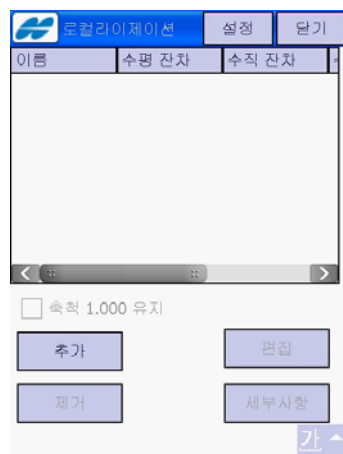 로컬라이제이션 설정 닫기
이름 수평 잔차 수직 잔차
축척 1.000 유지
추가 편집
제거 세부사항
가